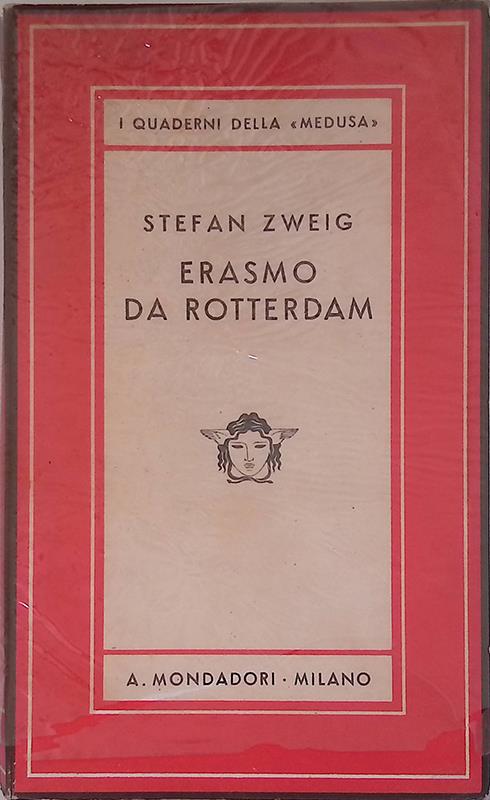 I QUADERNI DELLA «MEDUSA»
STEFAN ZWEIG
ERASMO
DA ROTTERDAM
A. MONDADORI · MILANO